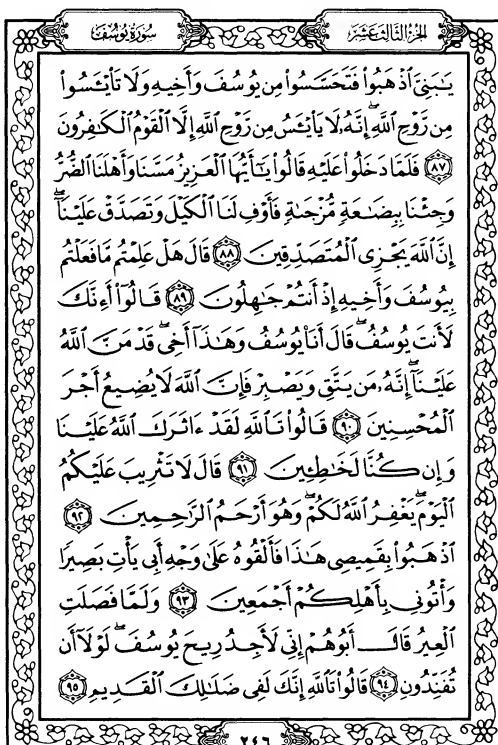 الجزء الثالث عشر
سورة يوسف
يَـٰبَنِىَّ ٱذْهَبُوا۟ فَتَحَسَّسُوا۟ مِن يُوسُفَ وَأَخِيهِ وَلَا تَا۟يْـَٔسُوا۟
مِن رَّوْحِ ٱللَّهِ ۖ إِنَّهُۥ لَا يَا۟يْـَٔسُ مِن رَّوْحِ ٱللَّهِ إِلَّا ٱلْقَوْمُ ٱلْكَـٰفِرُونَ
٨٧ فَلَمَّا دَخَلُوا۟ عَلَيْهِ قَالُوا۟ يَـٰٓأَيُّهَا ٱلْعَزِيزُ مَسَّنَا وَأَهْلَنَا ٱلضُّرُّ
وَجِئْنَا بِبِضَـٰعَةٍ مُّزْجَىٰةٍ فَأَوْفِ لَنَا ٱلْكَيْلَ وَتَصَدَّقْ عَلَيْنَآ ۖ
إِنَّ ٱللَّهَ يَجْزِى ٱلْمُتَصَدِّقِينَ ٨٨ قَالَ هَلْ عَلِمْتُم مَّا فَعَلْتُم
بِيُوسُفَ وَأَخِيهِ إِذْ أَنتُمْ جَـٰهِلُونَ ٨٩ قَالُوٓا۟ أَءِنَّكَ
لَأَنتَ يُوسُفُ ۖ قَالَ أَنَا۠ يُوسُفُ وَهَـٰذَآ أَخِى ۖ قَدْ مَنَّ ٱللَّهُ
عَلَيْنَآ ۖ إِنَّهُۥ مَن يَتَّقِ وَيَصْبِرْ فَإِنَّ ٱللَّهَ لَا يُضِيعُ أَجْرَ
ٱلْمُحْسِنِينَ ٩٠ قَالُوا۟ تَٱللَّهِ لَقَدْ ءَاثَرَكَ ٱللَّهُ عَلَيْنَا
وَإِن كُنَّا لَخَـٰطِـِٔينَ ٩١ قَالَ لَا تَثْرِيبَ عَلَيْكُمُ
ٱلْيَوْمَ ۖ يَغْفِرُ ٱللَّهُ لَكُمْ ۖ وَهُوَ أَرْحَمُ ٱلرَّٰحِمِينَ ٩٢
ٱذْهَبُوا۟ بِقَمِيصِى هَـٰذَا فَأَلْقُوهُ عَلَىٰ وَجْهِ أَبِى يَأْتِ بَصِيرًا
وَأْتُونِى بِأَهْلِكُمْ أَجْمَعِينَ ٩٣ وَلَمَّا فَصَلَتِ
ٱلْعِيرُ قَالَ أَبُوهُمْ إِنِّى لَأَجِدُ رِيحَ يُوسُفَ ۖ لَوْلَآ أَن
تُفَنِّدُونِ ٩٤ قَالُوا۟ تَٱللَّهِ إِنَّكَ لَفِى ضَلَـٰلِكَ ٱلْقَدِيمِ ٩٥
٢٤٦